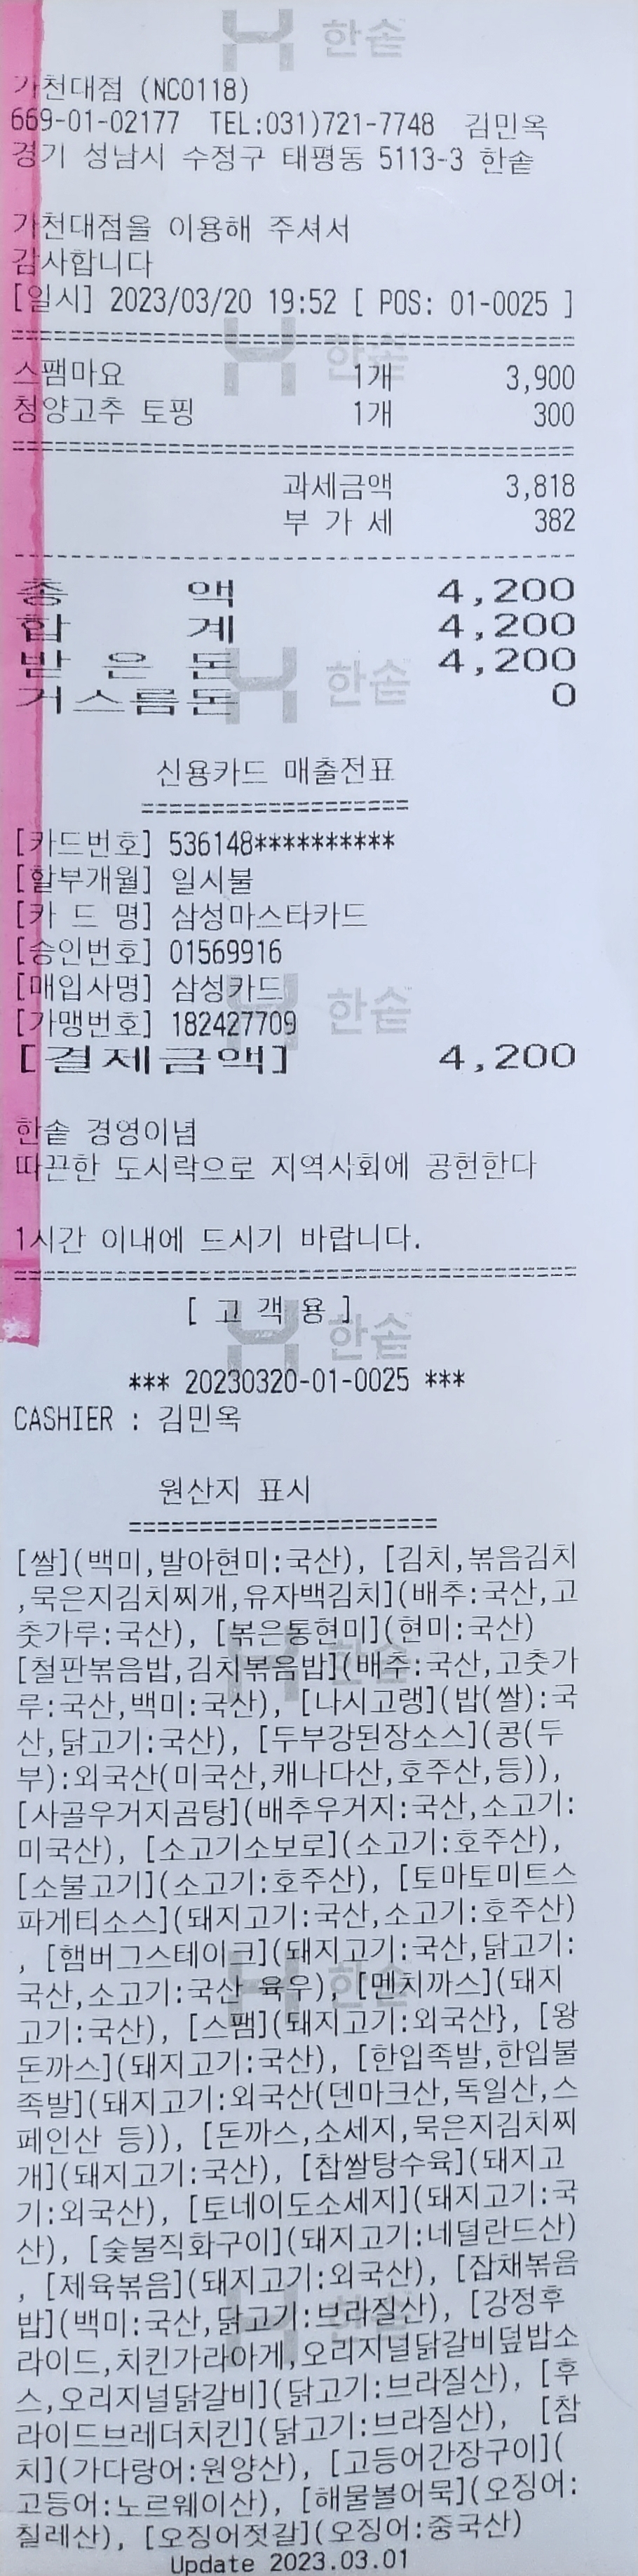 한솥
가천대점 (NC0118)
669-01-02177 TEL:031)721-7748 김민옥
경기 성남시 수정구 태평동 5113-3 한솥
가천대점을 이용해 주셔서
감사합니다
[일시] 2023/03/20 19:52 [ POS: 01-0025 ]
==============================================
스팸마요 1개 3,900
청양고추 토핑 1개 300
==============================================
과세금액 3,818
부 가 세 382
----------------------------------------------
총 액 4,200
합 계 4,200
받 은 돈 4,200
거스름돈 0
신용카드 매출전표
=====================
[카드번호] 536148**********
[할부개월] 일시불
[카 드 명] 삼성마스타카드
[승인번호] 01569916
[매입사명] 삼성카드
[가맹번호] 182427709
[결제금액] 4,200
한솥 경영이념
따끈한 도시락으로 지역사회에 공헌한다
1시간 이내에 드시기 바랍니다.
==============================================
[ 고 객 용 ]
*** 20230320-01-0025 ***
CASHIER : 김민옥
원산지 표시
========================
[쌀](백미,발아현미:국산), [김치,볶음김치
,묵은지김치찌개,유자백김치](배추:국산,고
춧가루:국산), [볶은통현미](현미:국산)
[철판볶음밥,김치볶음밥](배추:국산,고춧가
루:국산,백미:국산), [나시고랭](밥(쌀):국
산,닭고기:국산), [두부강된장소스](콩(두
부):외국산(미국산,캐나다산,호주산,등)),
[사골우거지곰탕](배추우거지:국산,소고기:
미국산), [소고기소보로](소고기:호주산),
[소불고기](소고기:호주산), [토마토미트스
파게티소스](돼지고기:국산,소고기:호주산)
, [햄버그스테이크](돼지고기:국산,닭고기:
국산,소고기:국산 육우), [멘치까스](돼지
고기:국산), [스팸](돼지고기:외국산}, [왕
돈까스](돼지고기:국산), [한입족발,한입불
족발](돼지고기:외국산(덴마크산,독일산,스
페인산 등)), [돈까스,소세지,묵은지김치찌
개](돼지고기:국산), [찹쌀탕수육](돼지고
기:외국산), [토네이도소세지](돼지고기:국
산), [숯불직화구이](돼지고기:네덜란드산)
, [제육볶음](돼지고기:외국산), [잡채볶음
밥](백미:국산,닭고기:브라질산), [강정후
라이드,치킨가라아게,오리지널닭갈비덮밥소
스,오리지널닭갈비](닭고기:브라질산), [후
라이드브레더치킨](닭고기:브라질산), [참
치](가다랑어:원양산), [고등어간장구이](
고등어:노르웨이산), [해물볼어묵](오징어:
칠레산), [오징어젓갈](오징어:중국산)
Update 2023.03.01